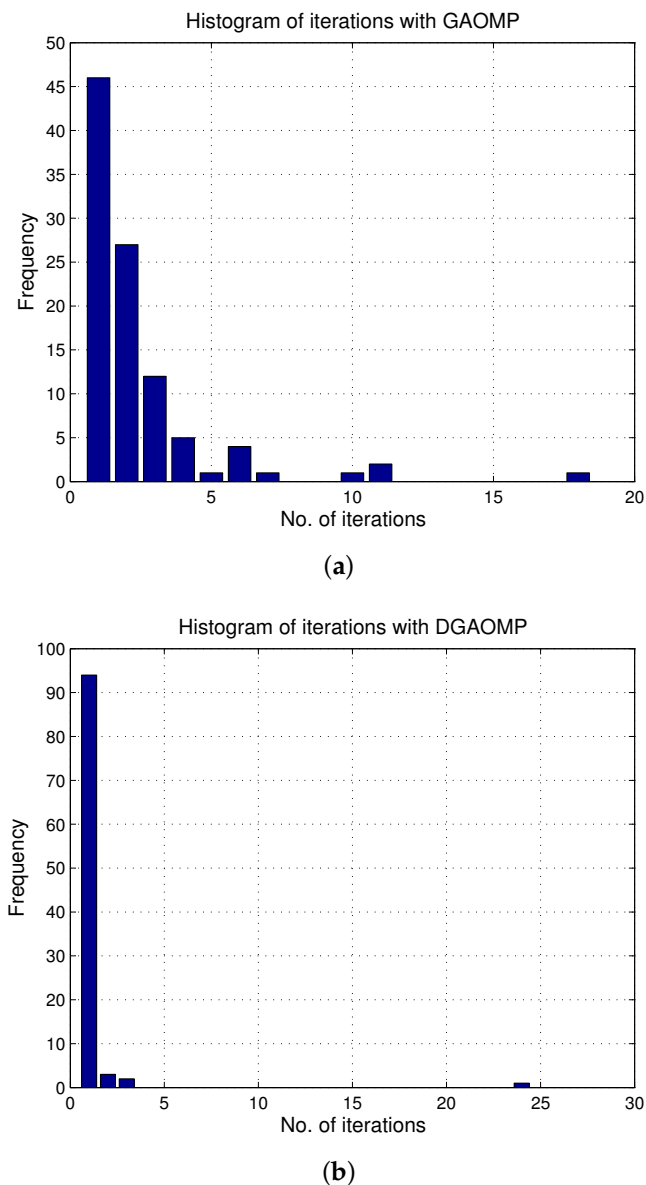 Histogram of iterations with GAOMP
50
45
40
35
30
25
20
15
10
5
0
Frequency
0 5 10 15 20
No. of iterations
(a)
Histogram of iterations with DGAOMP
100
90
80
70
60
50
40
30
20
10
0
Frequency
0 5 10 15 20 25 30
No. of iterations
(b)